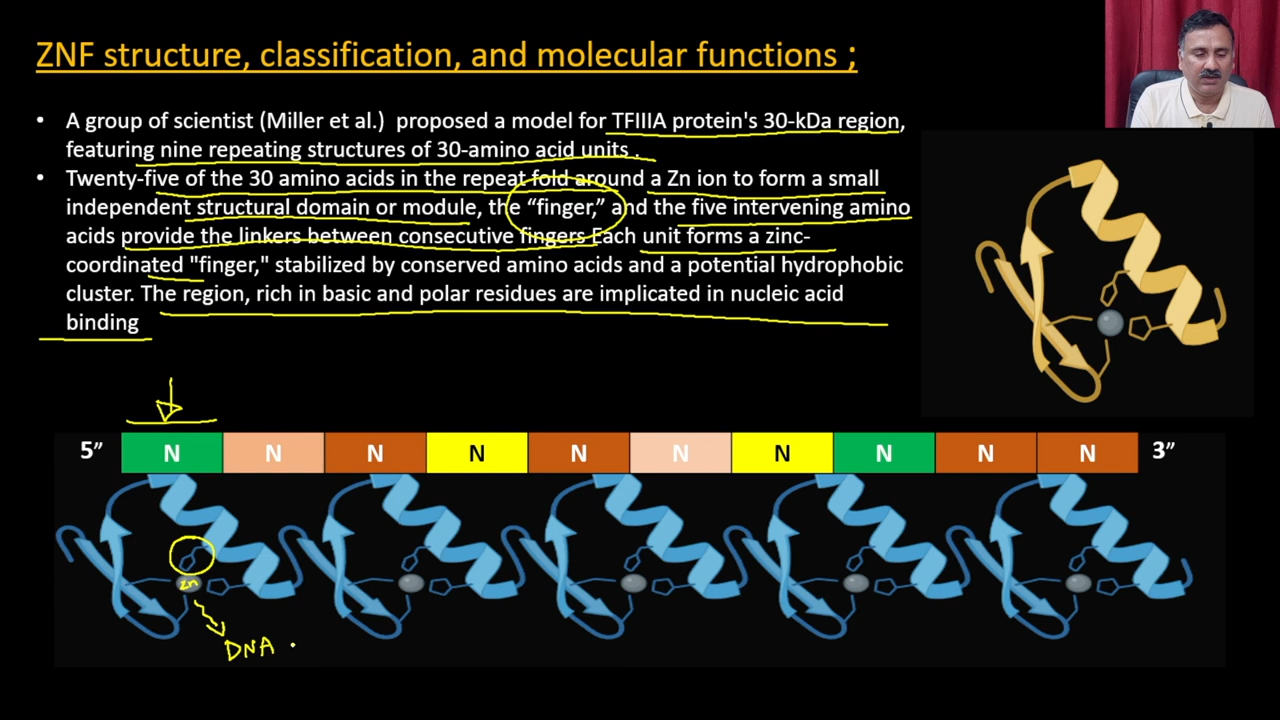 ZNF structure, classification, and molecular functions ;
• A group of scientist (Miller et al.) proposed a model for TFIIIA protein's 30-kDa region,
featuring nine repeating structures of 30-amino acid units .
• Twenty-five of the 30 amino acids in the repeat fold around a Zn ion to form a small
independent structural domain or module, the “finger,” and the five intervening amino
acids provide the linkers between consecutive fingers Each unit forms a zinc-
coordinated "finger," stabilized by conserved amino acids and a potential hydrophobic
cluster. The region, rich in basic and polar residues are implicated in nucleic acid
binding
5” N N N N N N N N N N 3”
Zn
DNA